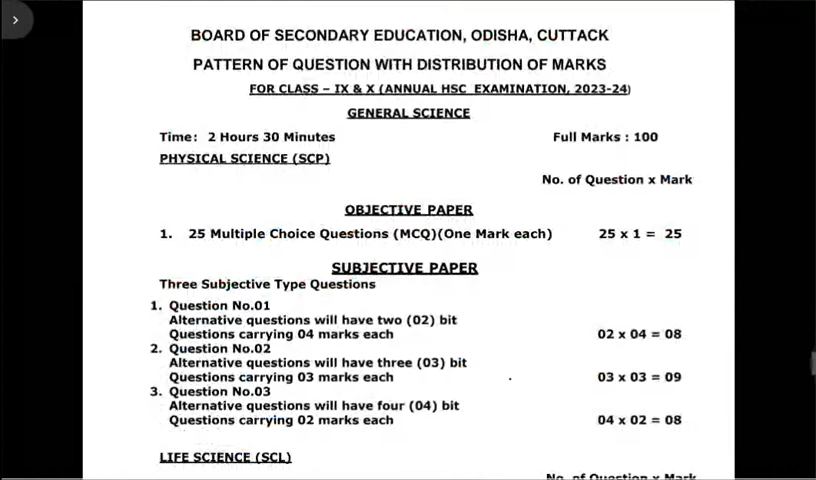 BOARD OF SECONDARY EDUCATION, ODISHA, CUTTACK
PATTERN OF QUESTION WITH DISTRIBUTION OF MARKS
FOR CLASS – IX & X (ANNUAL HSC EXAMINATION, 2023-24)
GENERAL SCIENCE
Time: 2 Hours 30 Minutes Full Marks : 100
PHYSICAL SCIENCE (SCP)
No. of Question x Mark
OBJECTIVE PAPER
1. 25 Multiple Choice Questions (MCQ)(One Mark each) 25 x 1 = 25
SUBJECTIVE PAPER
Three Subjective Type Questions
1. Question No.01
Alternative questions will have two (02) bit
Questions carrying 04 marks each 02 x 04 = 08
2. Question No.02
Alternative questions will have three (03) bit
Questions carrying 03 marks each 03 x 03 = 09
3. Question No.03
Alternative questions will have four (04) bit
Questions carrying 02 marks each 04 x 02 = 08
LIFE SCIENCE (SCL)
No. of Question x Mark